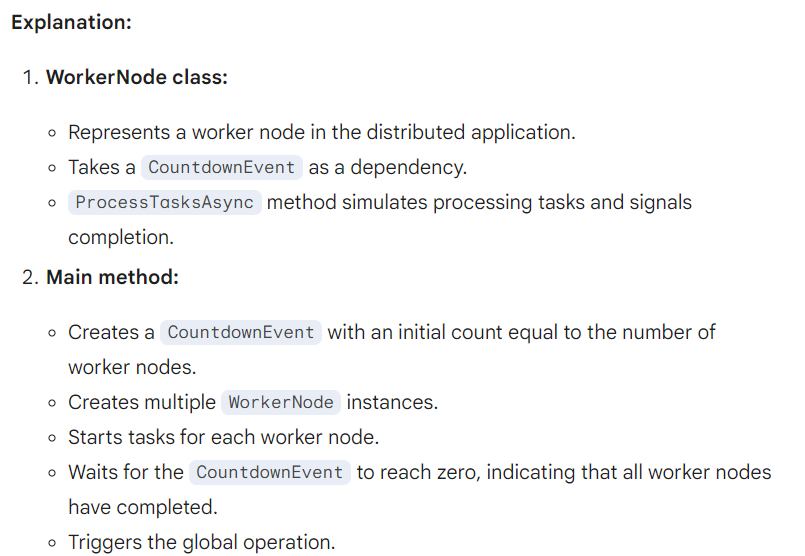 Explanation:
1. WorkerNode class:
○ Represents a worker node in the distributed application.
○ Takes a CountdownEvent as a dependency.
○ ProcessTasksAsync method simulates processing tasks and signals
completion.
2. Main method:
○ Creates a CountdownEvent with an initial count equal to the number of
worker nodes.
○ Creates multiple WorkerNode instances.
○ Starts tasks for each worker node.
○ Waits for the CountdownEvent to reach zero, indicating that all worker nodes
have completed.
○ Triggers the global operation.